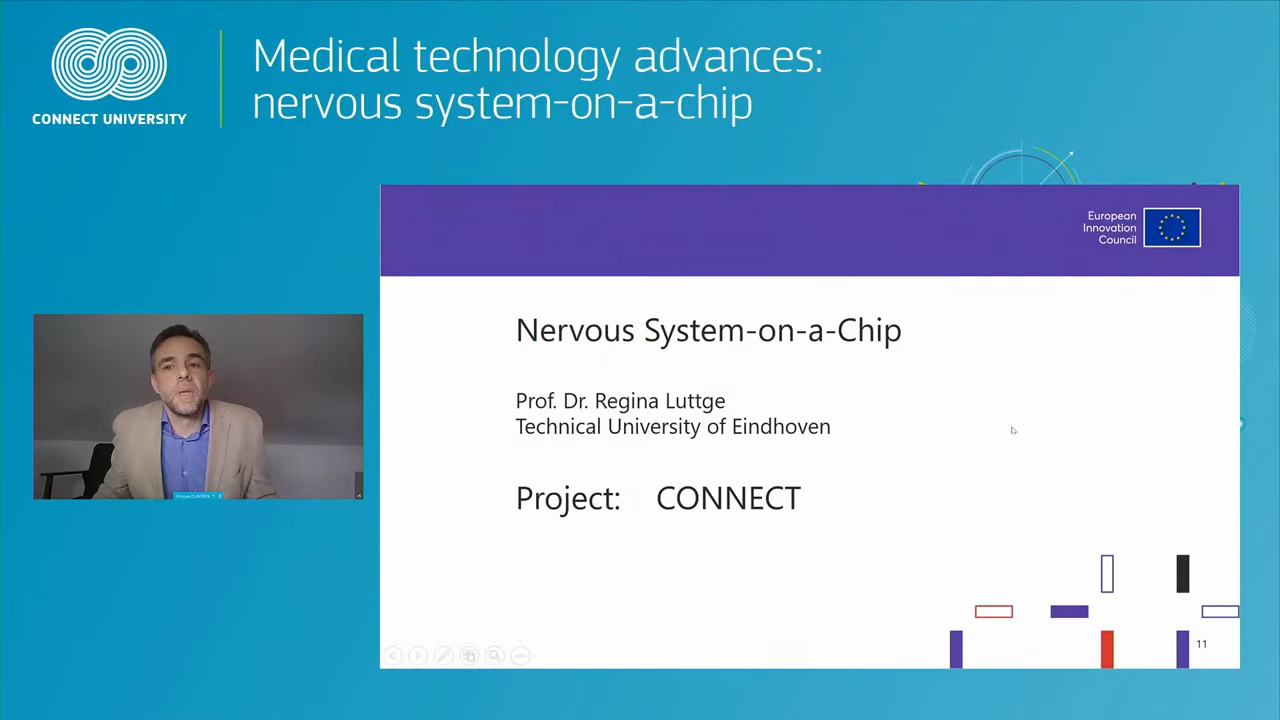 CONNECT UNIVERSITY
Medical technology advances:
nervous system-on-a-chip
European
Innovation
Council
Nervous System-on-a-Chip
Prof. Dr. Regina Luttge
Technical University of Eindhoven
Project: CONNECT
11